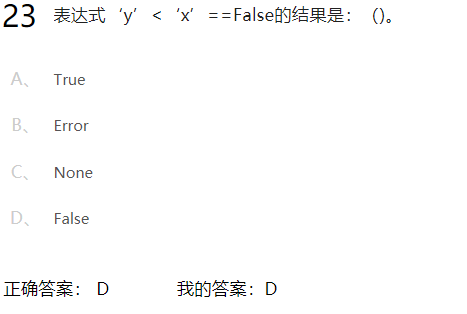 23 表达式‘y’<‘x’==False的结果是：（）。
A、 True
B、 Error
C、 None
D、 False
正确答案： D 我的答案：D